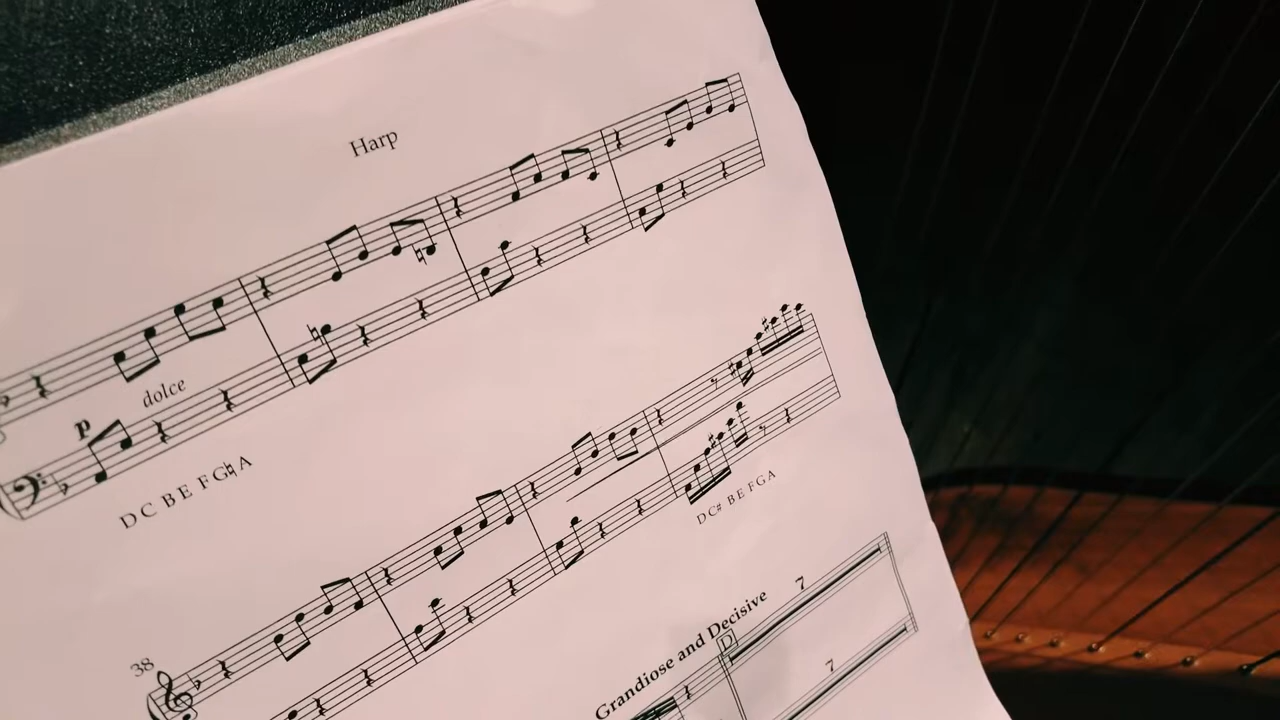 Harp
p
dolce
D C B E F G♮ A
38
D C# B E F G A
Grandiose and Decisive
D
7
7